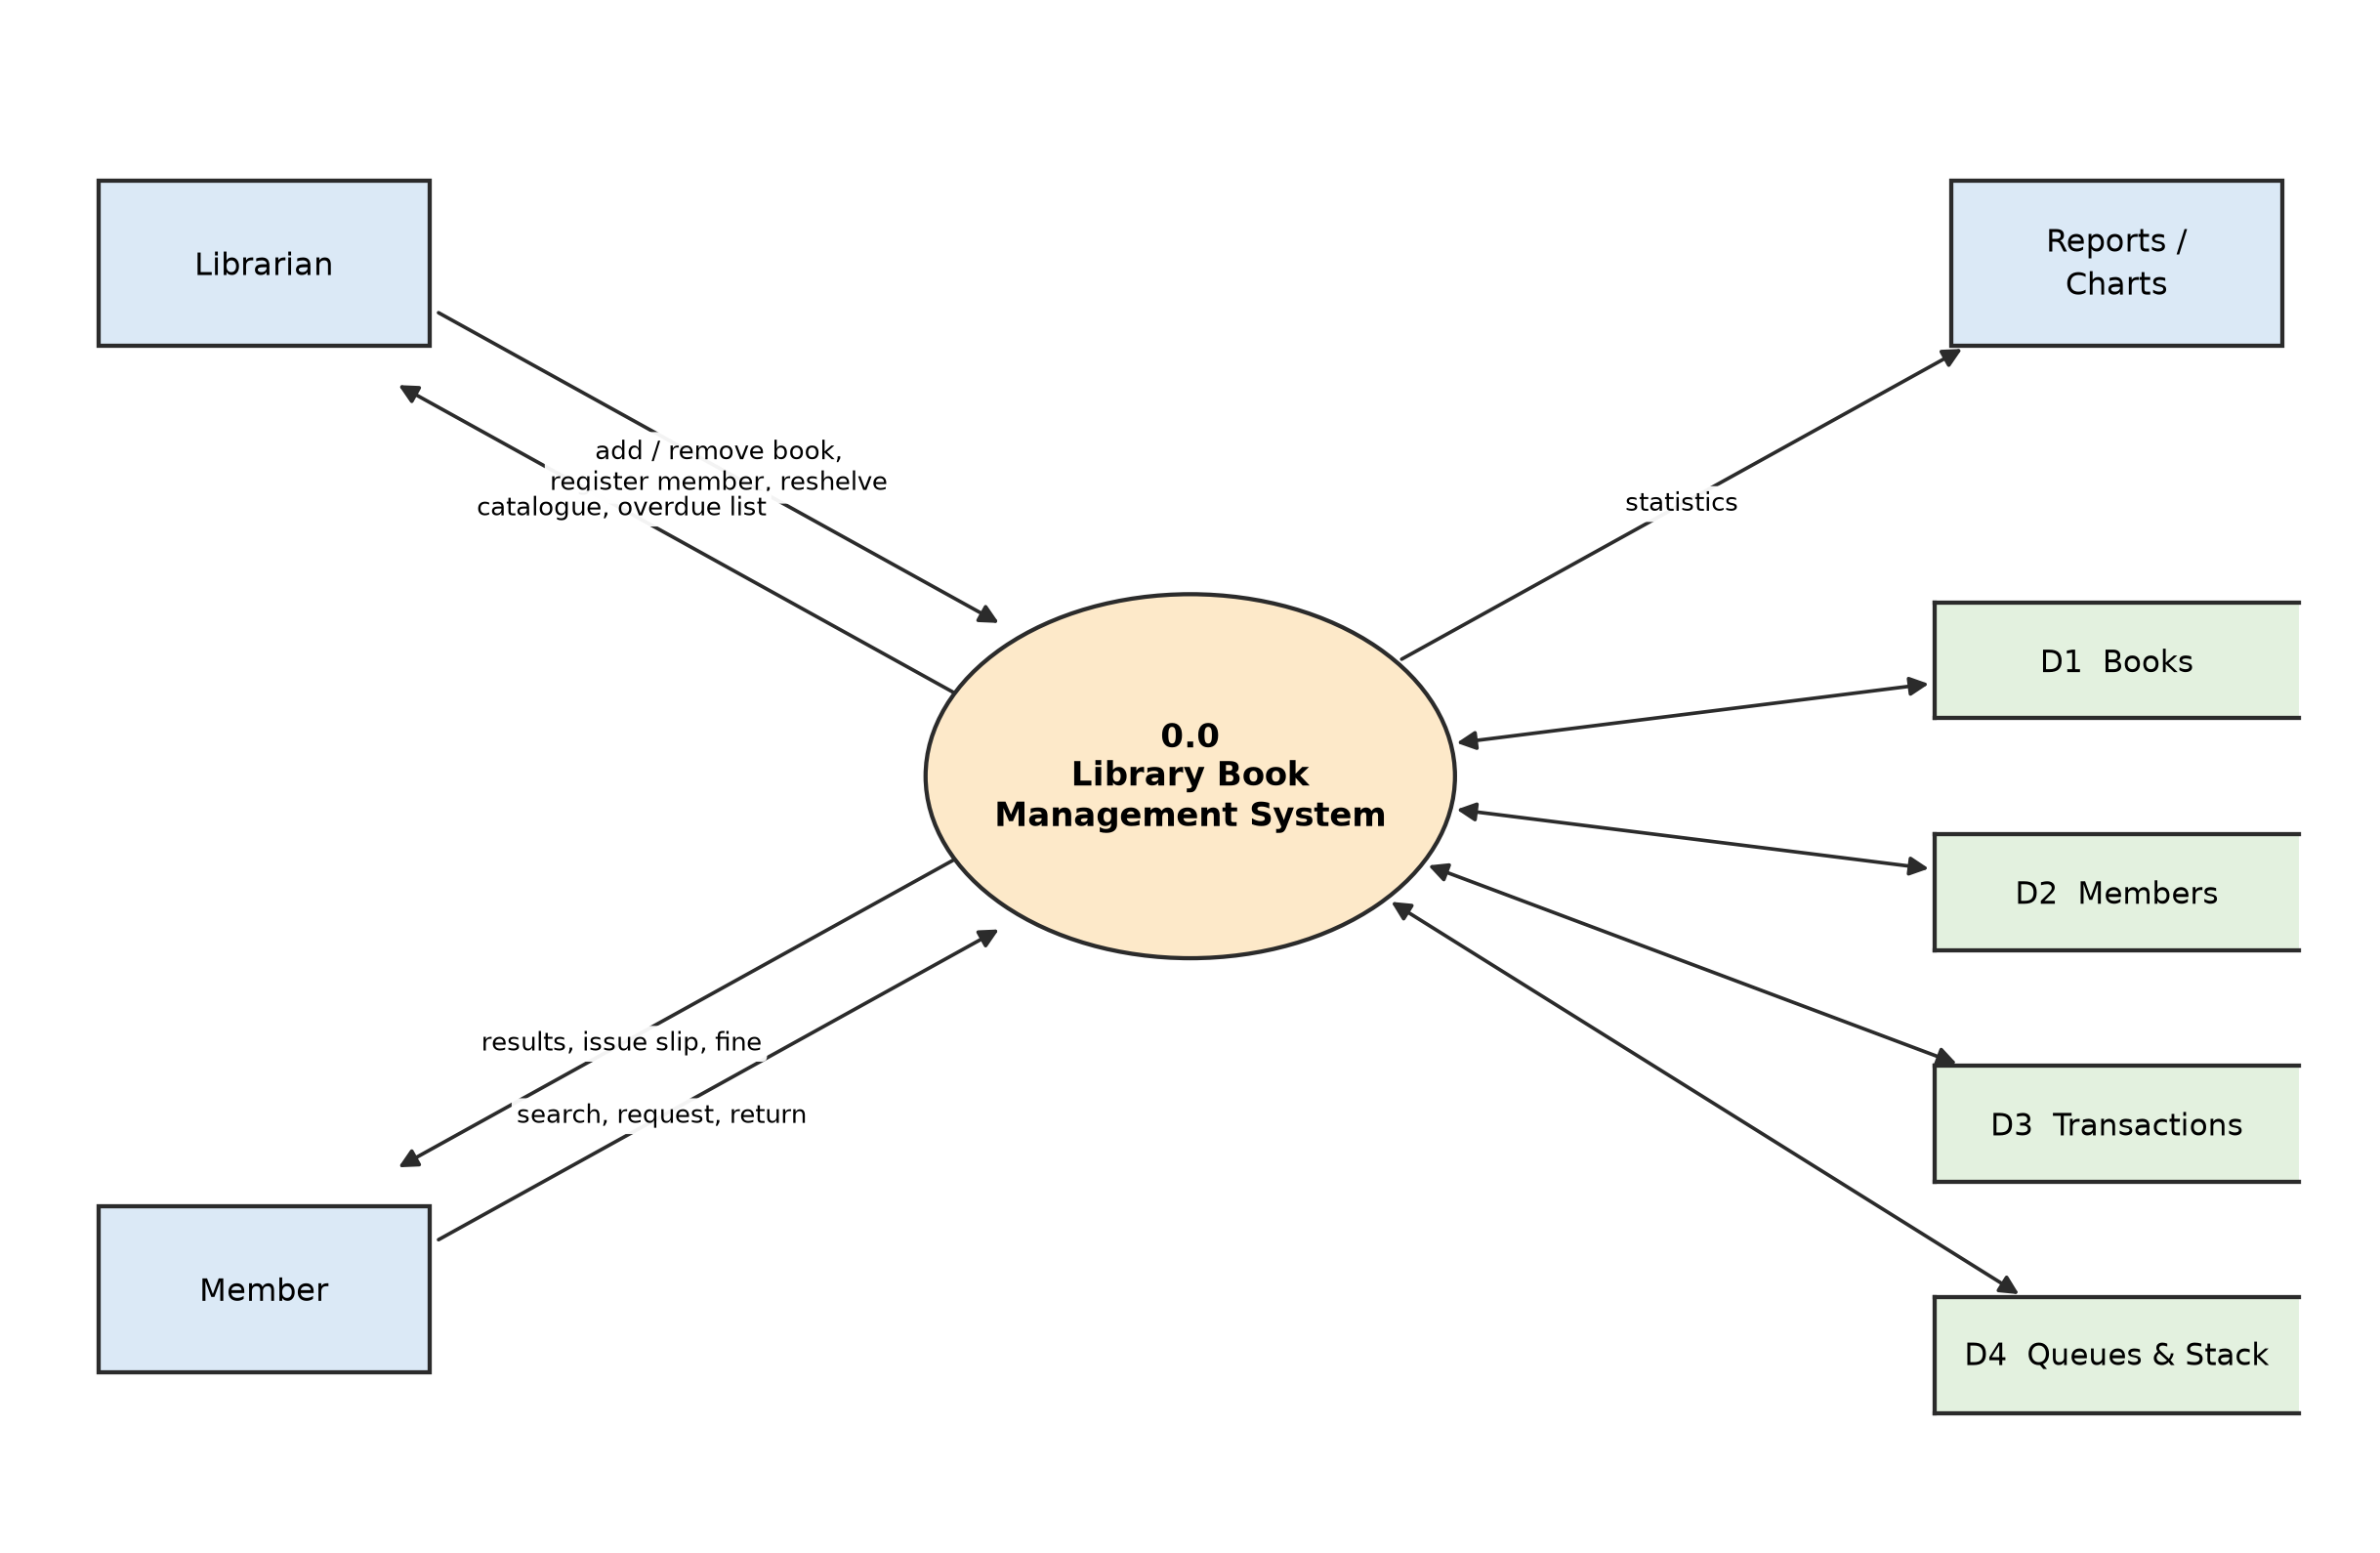 Librarian
Reports /
Charts
add / remove book,
register member, reshelve
catalogue, overdue list
statistics
D1 Books
0.0
Library Book
Management System
D2 Members
results, issue slip, fine
search, request, return
D3 Transactions
Member
D4 Queues & Stack